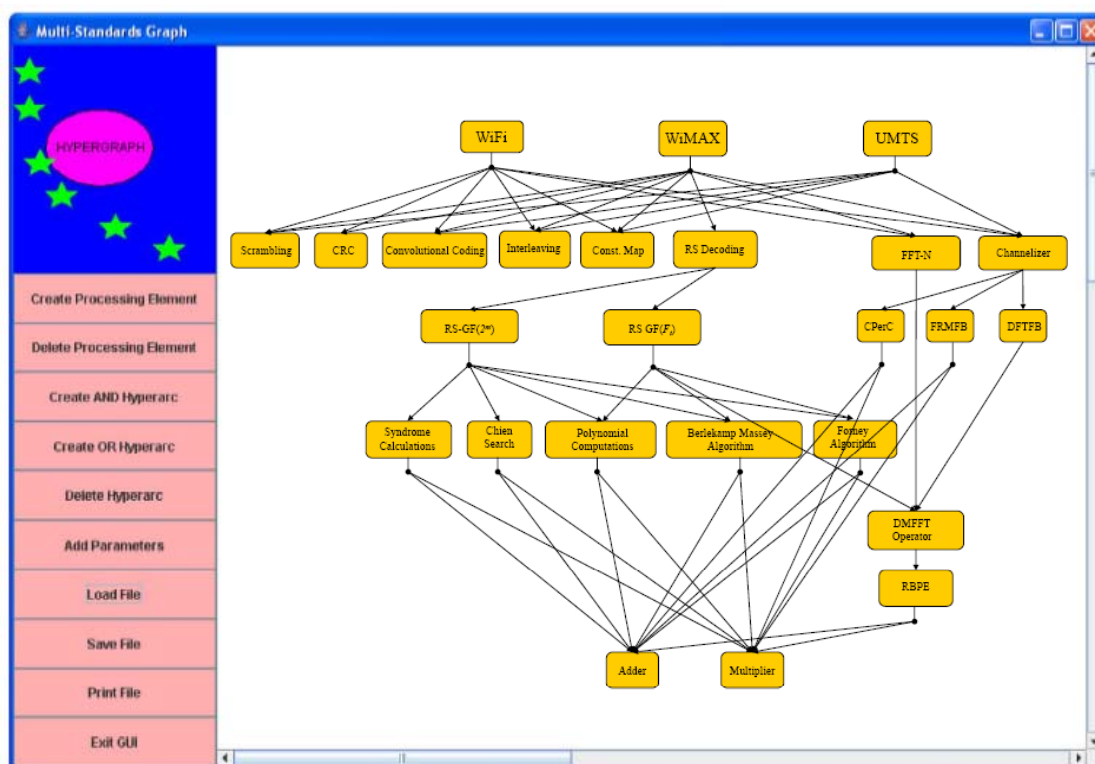 Multi-Standards Graph
HYPERGRAPH
Create Processing Element
Delete Processing Element
Create AND Hyperarc
Create OR Hyperarc
Delete Hyperarc
Add Parameters
Load File
Save File
Print File
Exit GUI
WiFi
WiMAX
UMTS
Scrambling
CRC
Convolutional Coding
Interleaving
Const. Map
RS Decoding
FFT-N
Channelizer
RS-GF(2ᵐ)
RS GF(Fₜ)
CPerC
FRMFB
DFTFB
Syndrome
Calculations
Chien
Search
Polynomial
Computations
Berlekamp Massey
Algorithm
Forney
Algorithm
DMFFT
Operator
RBPE
Adder
Multiplier